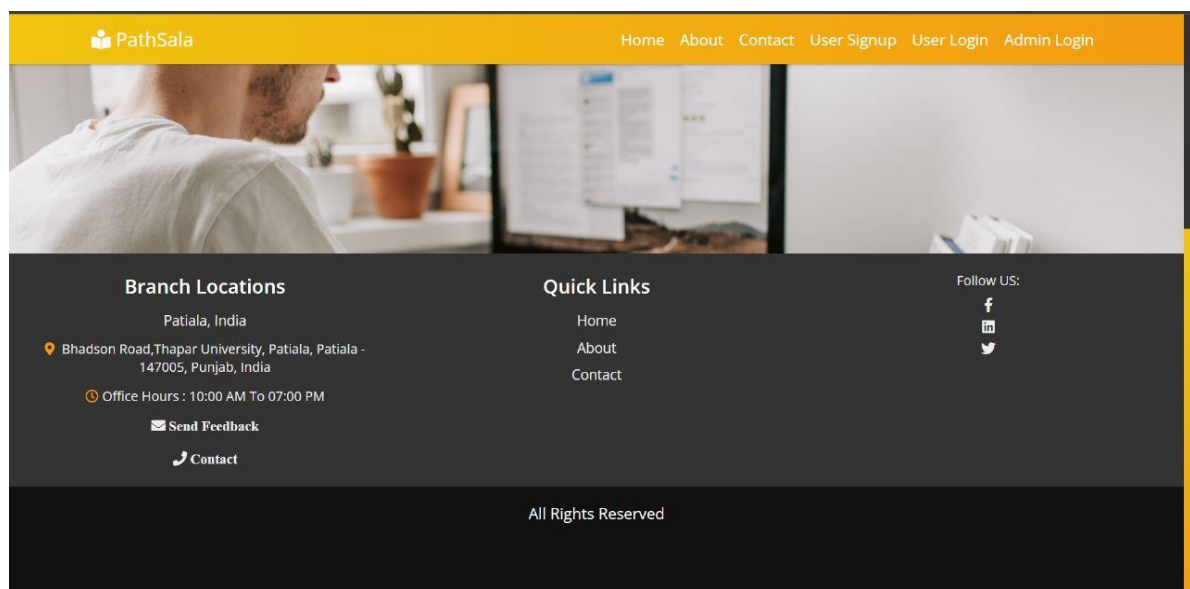 PathSala
Home About Contact User Signup User Login Admin Login
Branch Locations
Patiala, India
Bhadson Road,Thapar University, Patiala, Patiala -
147005, Punjab, India
Office Hours : 10:00 AM To 07:00 PM
Send Feedback
Contact
Quick Links
Home
About
Contact
Follow US:
All Rights Reserved